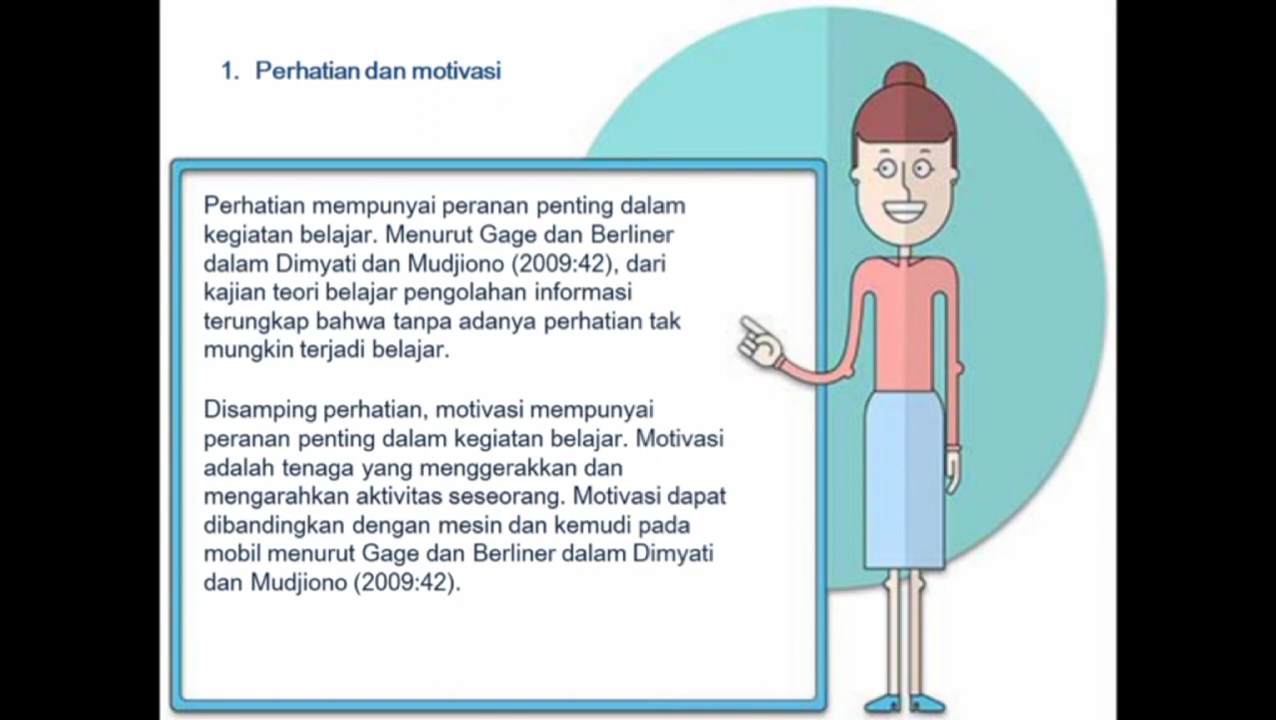 1. Perhatian dan motivasi
Perhatian mempunyai peranan penting dalam
kegiatan belajar. Menurut Gage dan Berliner
dalam Dimyati dan Mudjiono (2009:42), dari
kajian teori belajar pengolahan informasi
terungkap bahwa tanpa adanya perhatian tak
mungkin terjadi belajar.
Disamping perhatian, motivasi mempunyai
peranan penting dalam kegiatan belajar. Motivasi
adalah tenaga yang menggerakkan dan
mengarahkan aktivitas seseorang. Motivasi dapat
dibandingkan dengan mesin dan kemudi pada
mobil menurut Gage dan Berliner dalam Dimyati
dan Mudjiono (2009:42).